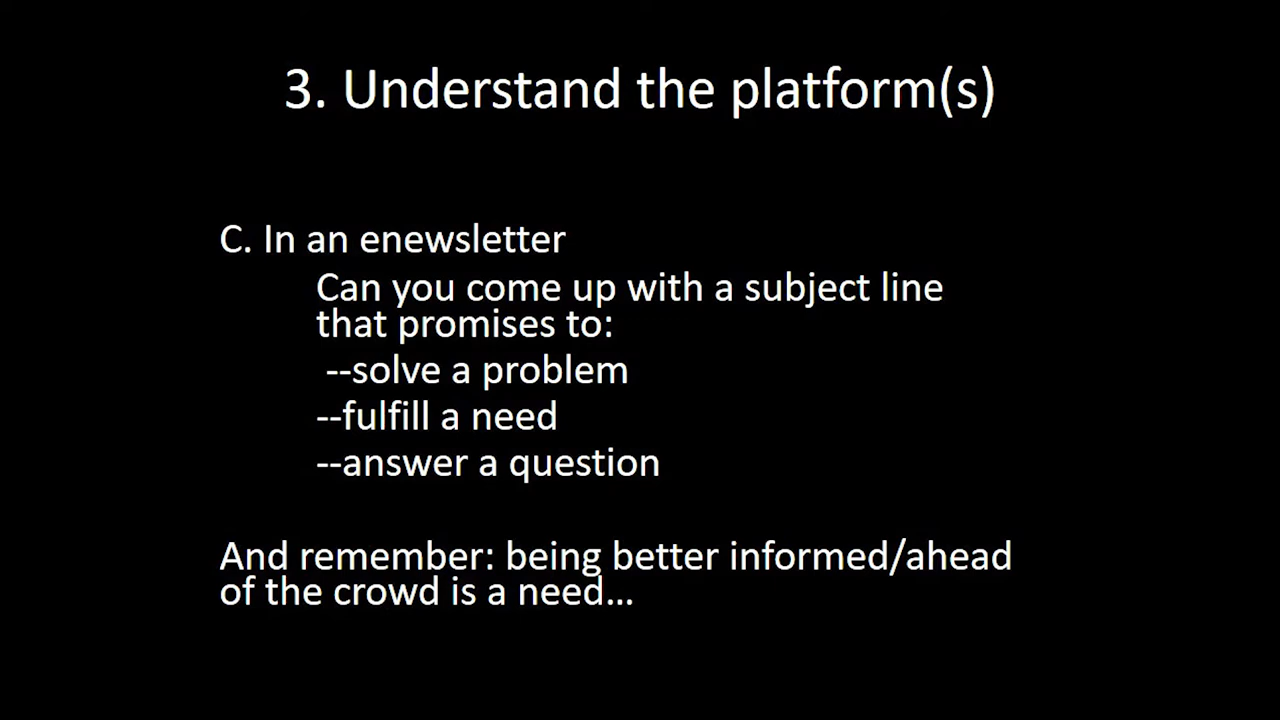 3. Understand the platform(s)
C. In an enewsletter
Can you come up with a subject line
that promises to:
--solve a problem
--fulfill a need
--answer a question
And remember: being better informed/ahead
of the crowd is a need…